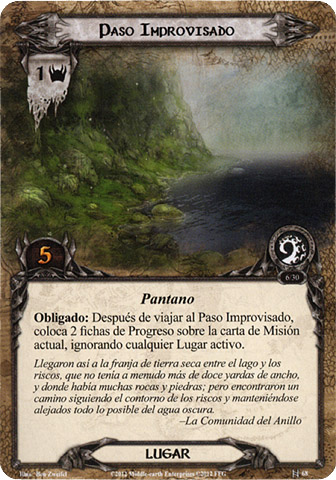 Paso Improvisado
1
5
6/30
Pantano
Obligado: Después de viajar al Paso Improvisado,
coloca 2 fichas de Progreso sobre la carta de Misión
actual, ignorando cualquier Lugar activo.
Llegaron así a la franja de tierra seca entre el lago y los
riscos, que no tenía a menudo más de doce yardas de ancho,
y donde había muchas rocas y piedras; pero encontraron un
camino siguiendo el contorno de los riscos y manteniéndose
alejados todo lo posible del agua oscura.
–La Comunidad del Anillo
LUGAR
Ilus. Ben Zweifel
©2012 Middle-earth Enterprises ©2012 FFG
68